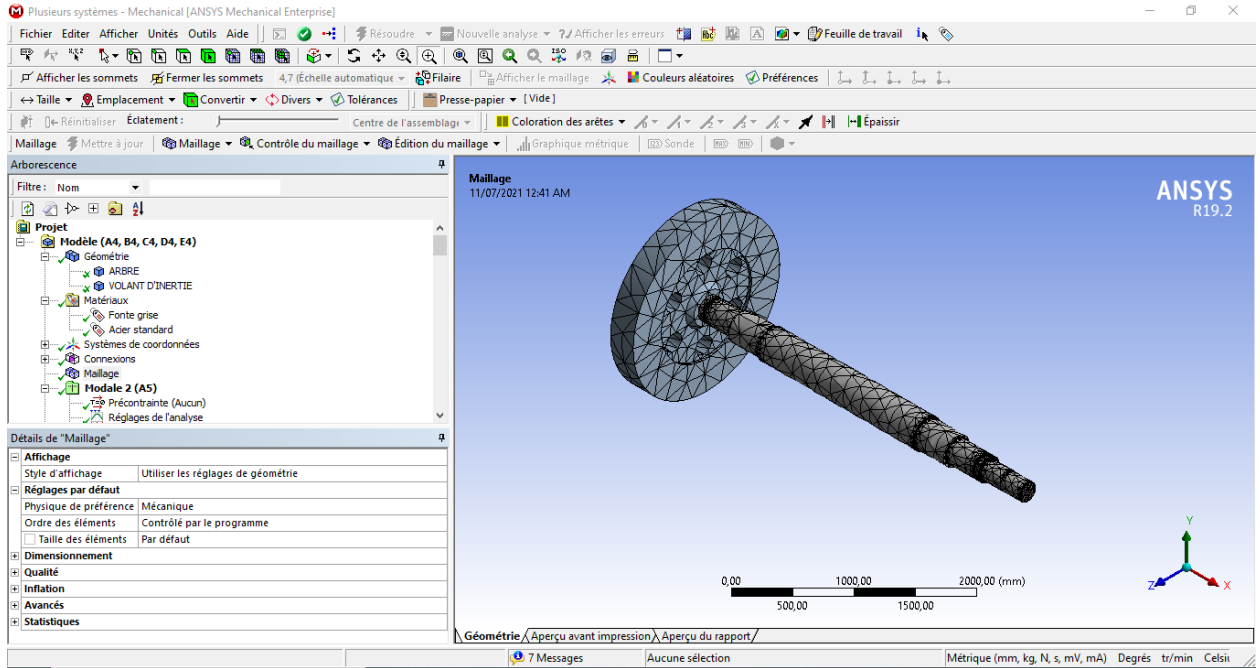 Plusieurs systèmes - Mechanical [ANSYS Mechanical Enterprise]
Fichier Editer Afficher Unités Outils Aide Résoudre Nouvelle analyse ?/ Afficher les erreurs A Feuille de travail
Afficher les sommets Fermer les sommets 4,7 (Échelle automatique Filaire Afficher le maillage Couleurs aléatoires Préférences
Taille Emplacement Convertir Divers Tolérances Presse-papier [Vide]
Réinitialiser Éclatement : Centre de l'assemblag Coloration des arêtes Épaissir
Maillage Mettre à jour Maillage Contrôle du maillage Édition du maillage Graphique métrique Sonde MAX MIN
Arborescence
Filtre : Nom
Projet
Modèle (A4, B4, C4, D4, E4)
Géométrie
ARBRE
VOLANT D'INERTIE
Matériaux
Fonte grise
Acier standard
Systèmes de coordonnées
Connexions
Maillage
Modale 2 (A5)
Précontrainte (Aucun)
Réglages de l'analyse
Détails de "Maillage"
Affichage
Style d'affichage Utiliser les réglages de géométrie
Réglages par défaut
Physique de préférence Mécanique
Ordre des éléments Contrôlé par le programme
Taille des éléments Par défaut
Dimensionnement
Qualité
Inflation
Avancés
Statistiques
Maillage
11/07/2021 12:41 AM
ANSYS
R19.2
Y
Z X
0,00 1000,00 2000,00 (mm)
500,00 1500,00
Géométrie Aperçu avant impression Aperçu du rapport
7 Messages Aucune sélection Métrique (mm, kg, N, s, mV, mA) Degrés tr/min Celsi